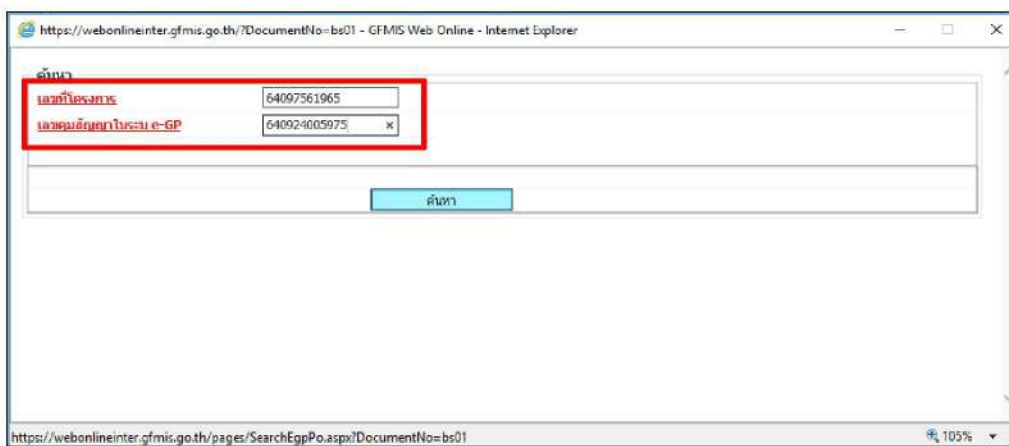 https://webonlineinter.gfmis.go.th/?DocumentNo=bs01 - GFMIS Web Online - Internet Explorer
ค้นหา
เลขที่โครงการ 64097561965
เลขคุมสัญญาในระบบ e-GP 640924005975 ×
ค้นหา
https://webonlineinter.gfmis.go.th/pages/SearchEgpPo.aspx?DocumentNo=bs01 105%